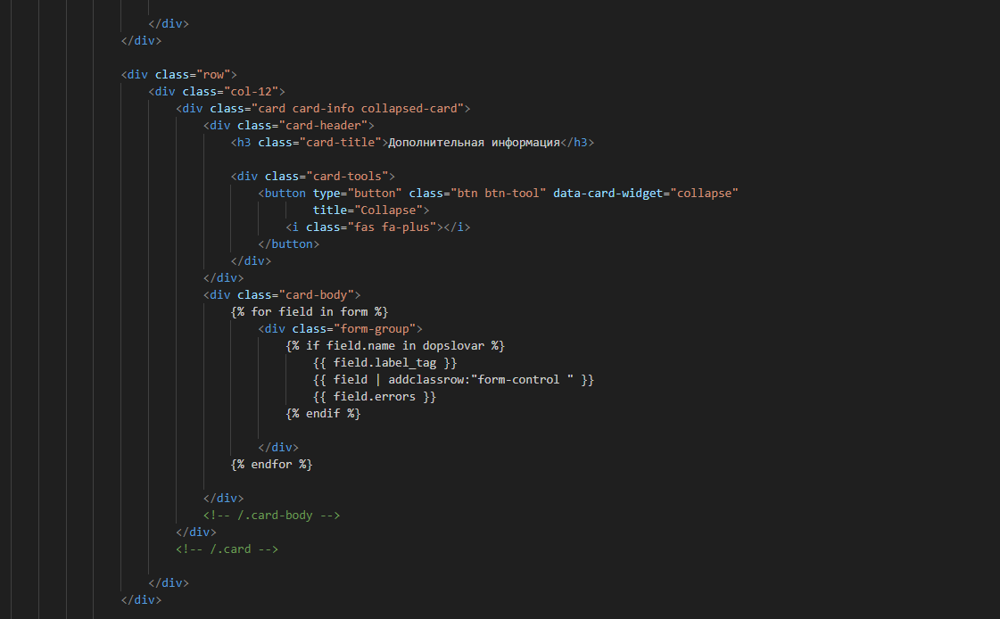 </div>
</div>
<div class="row">
<div class="col-12">
<div class="card card-info collapsed-card">
<div class="card-header">
<h3 class="card-title">Дополнительная информация</h3>
<div class="card-tools">
<button type="button" class="btn btn-tool" data-card-widget="collapse"
title="Collapse">
<i class="fas fa-plus"></i>
</button>
</div>
</div>
<div class="card-body">
{% for field in form %}
<div class="form-group">
{% if field.name in dopslovar %}
{{ field.label_tag }}
{{ field | addclassrow:"form-control " }}
{{ field.errors }}
{% endif %}
</div>
{% endfor %}
</div>
<!-- /.card-body -->
</div>
<!-- /.card -->
</div>
</div>